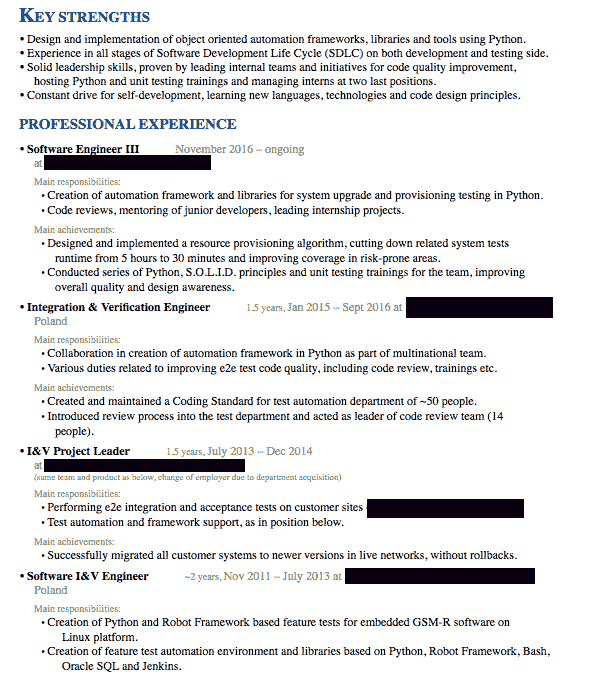 KEY STRENGTHS
• Design and implementation of object oriented automation frameworks, libraries and tools using Python.
• Experience in all stages of Software Development Life Cycle (SDLC) on both development and testing side.
• Solid leadership skills, proven by leading internal teams and initiatives for code quality improvement,
hosting Python and unit testing trainings and managing interns at two last positions.
• Constant drive for self-development, learning new languages, technologies and code design principles.
PROFESSIONAL EXPERIENCE
• Software Engineer III November 2016 – ongoing
at
Main responsibilities:
• Creation of automation framework and libraries for system upgrade and provisioning testing in Python.
• Code reviews, mentoring of junior developers, leading internship projects.
Main achievements:
• Designed and implemented a resource provisioning algorithm, cutting down related system tests
runtime from 5 hours to 30 minutes and improving coverage in risk-prone areas.
• Conducted series of Python, S.O.L.I.D. principles and unit testing trainings for the team, improving
overall quality and design awareness.
• Integration & Verification Engineer 1.5 years, Jan 2015 – Sept 2016 at
Poland
Main responsibilities:
• Collaboration in creation of automation framework in Python as part of multinational team.
• Various duties related to improving e2e test code quality, including code review, trainings etc.
Main achievements:
• Created and maintained a Coding Standard for test automation department of ~50 people.
• Introduced review process into the test department and acted as leader of code review team (14
people).
• I&V Project Leader 1.5 years, July 2013 – Dec 2014
at
(same team and product as below, change of employer due to department acquisition)
Main responsibilities:
• Performing e2e integration and acceptance tests on customer sites
• Test automation and framework support, as in position below.
Main achievements:
• Successfully migrated all customer systems to newer versions in live networks, without rollbacks.
• Software I&V Engineer ~2 years, Nov 2011 – July 2013 at
Poland
Main responsibilities:
• Creation of Python and Robot Framework based feature tests for embedded GSM-R software on
Linux platform.
• Creation of feature test automation environment and libraries based on Python, Robot Framework, Bash,
Oracle SQL and Jenkins.